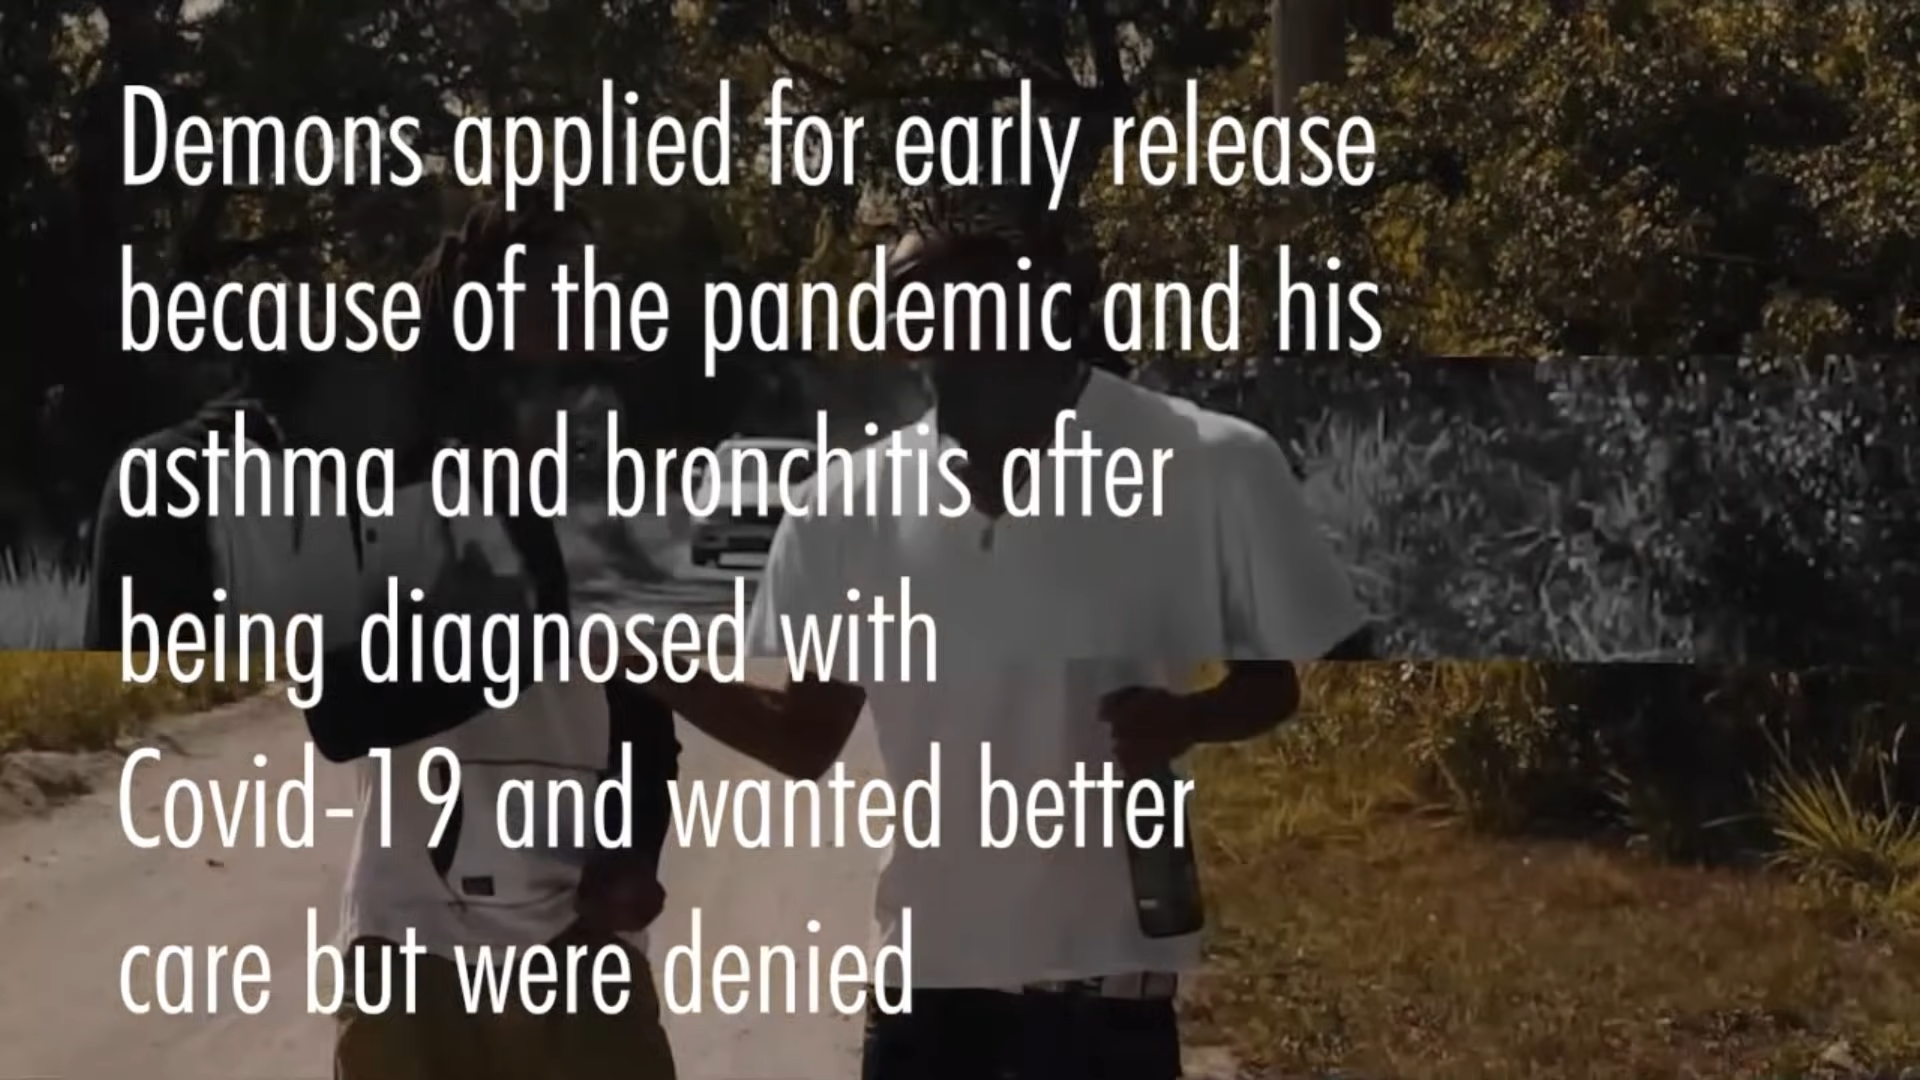 Demons applied for early release
because of the pandemic and his
asthma and bronchitis after
being diagnosed with
Covid-19 and wanted better
care but were denied